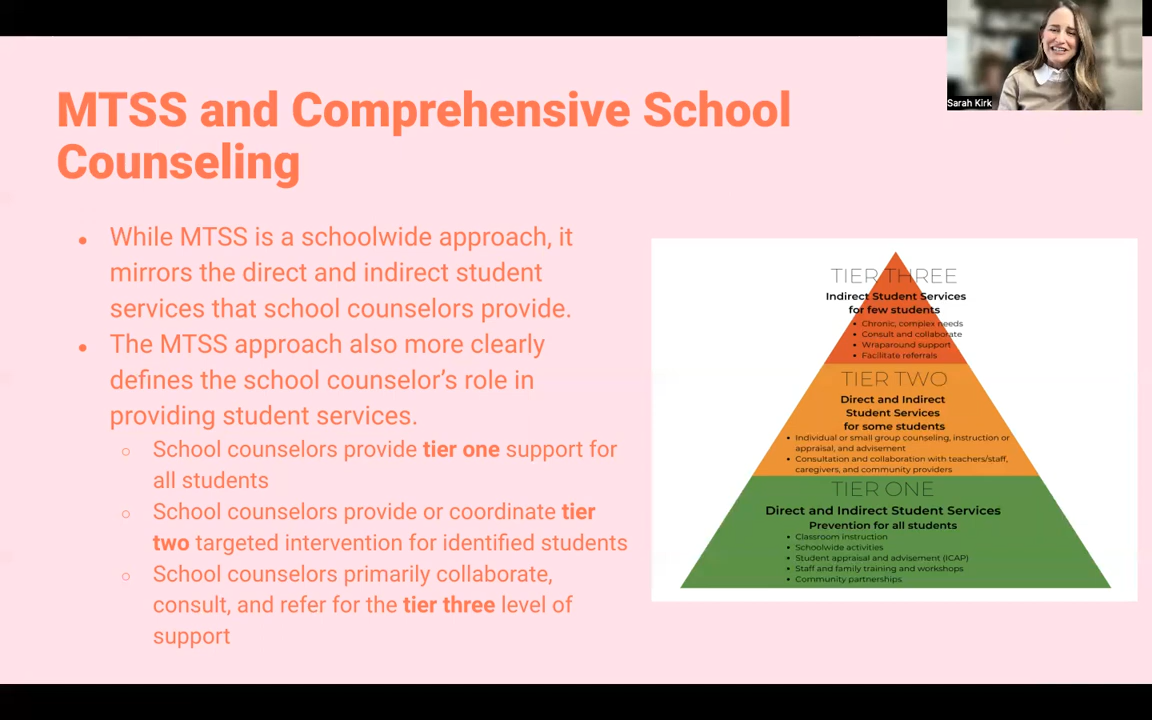 Sarah Kirk
MTSS and Comprehensive School
Counseling
● While MTSS is a schoolwide approach, it
mirrors the direct and indirect student
services that school counselors provide.
● The MTSS approach also more clearly
defines the school counselor’s role in
providing student services.
○ School counselors provide tier one support for
all students
○ School counselors provide or coordinate tier
two targeted intervention for identified students
○ School counselors primarily collaborate,
consult, and refer for the tier three level of
support
TIER THREE
Indirect Student Services
for few students
• Chronic, complex needs
• Consult and collaborate
• Wraparound support
• Facilitate referrals
TIER TWO
Direct and Indirect
Student Services
for some students
• Individual or small group counseling, instruction or
appraisal, and advisement
• Consultation and collaboration with teachers/staff,
caregivers, and community providers
TIER ONE
Direct and Indirect Student Services
Prevention for all students
• Classroom instruction
• Schoolwide activities
• Student appraisal and advisement (ICAP)
• Staff and family training and workshops
• Community partnerships